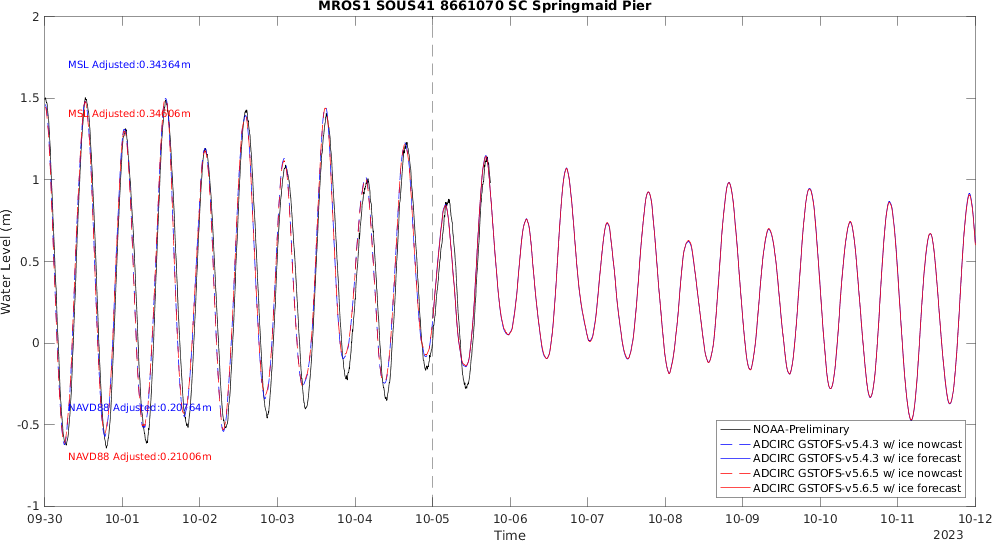 MROS1 SOUS41 8661070 SC Springmaid Pier
2
1.5
1
0.5
0
-0.5
-1
Water Level (m)
MSL Adjusted:0.34364m
MSL Adjusted:0.34606m
NAVD88 Adjusted:0.20764m
NAVD88 Adjusted:0.21006m
NOAA-Preliminary
ADCIRC GSTOFS-v5.4.3 w/ ice nowcast
ADCIRC GSTOFS-v5.4.3 w/ ice forecast
ADCIRC GSTOFS-v5.6.5 w/ ice nowcast
ADCIRC GSTOFS-v5.6.5 w/ ice forecast
09-30 10-01 10-02 10-03 10-04 10-05 10-06 10-07 10-08 10-09 10-10 10-11 10-12
Time
2023